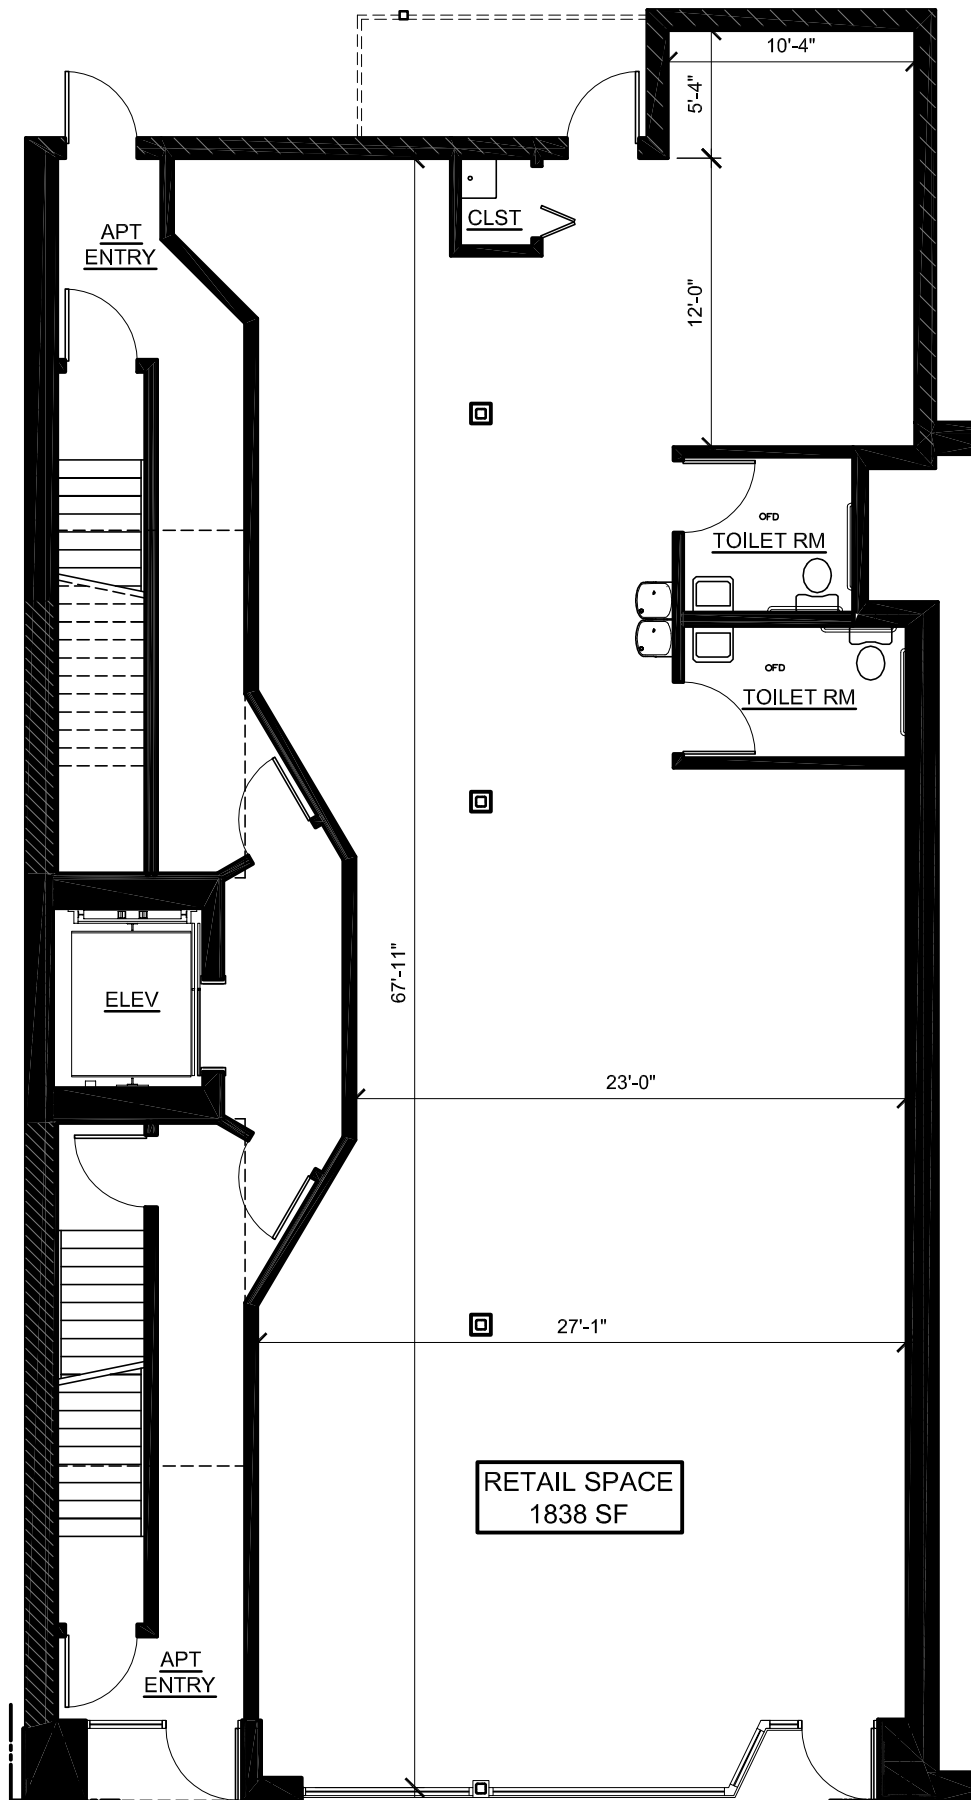 10'-4"
5'-4"
APT
ENTRY
CLST
12'-0"
OFD
TOILET RM
OFD
TOILET RM
67'-11"
ELEV
23'-0"
27'-1"
RETAIL SPACE
1838 SF
APT
ENTRY